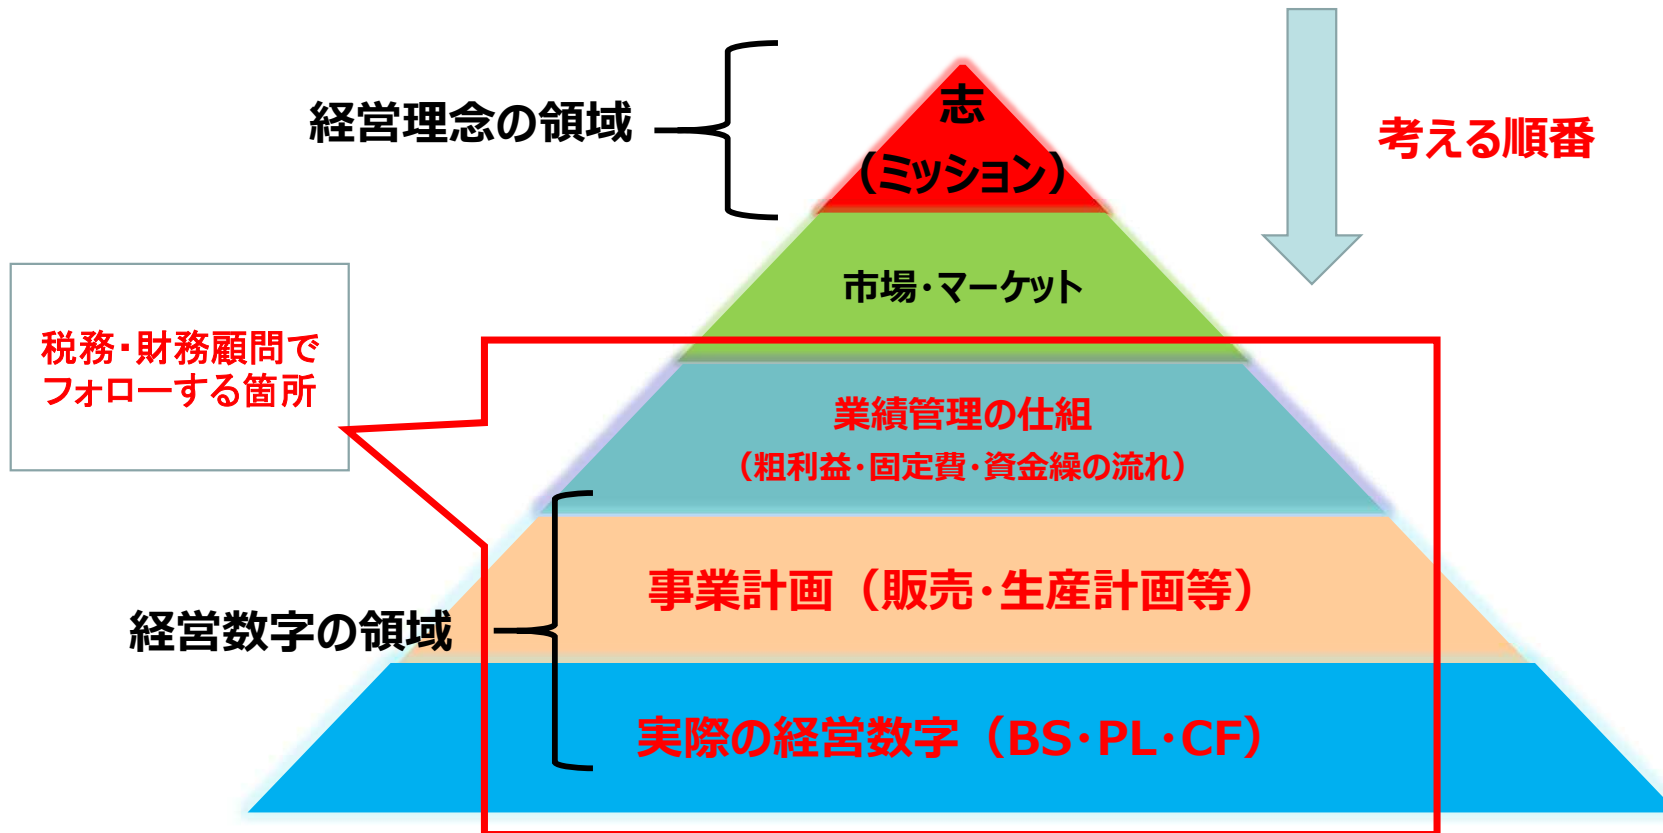 経営理念の領域
志
（ミッション）
考える順番
市場・マーケット
税務・財務顧問で
フォローする箇所
業績管理の仕組
（粗利益・固定費・資金繰の流れ）
事業計画（販売・生産計画等）
経営数字の領域
実際の経営数字（BS・PL・CF）